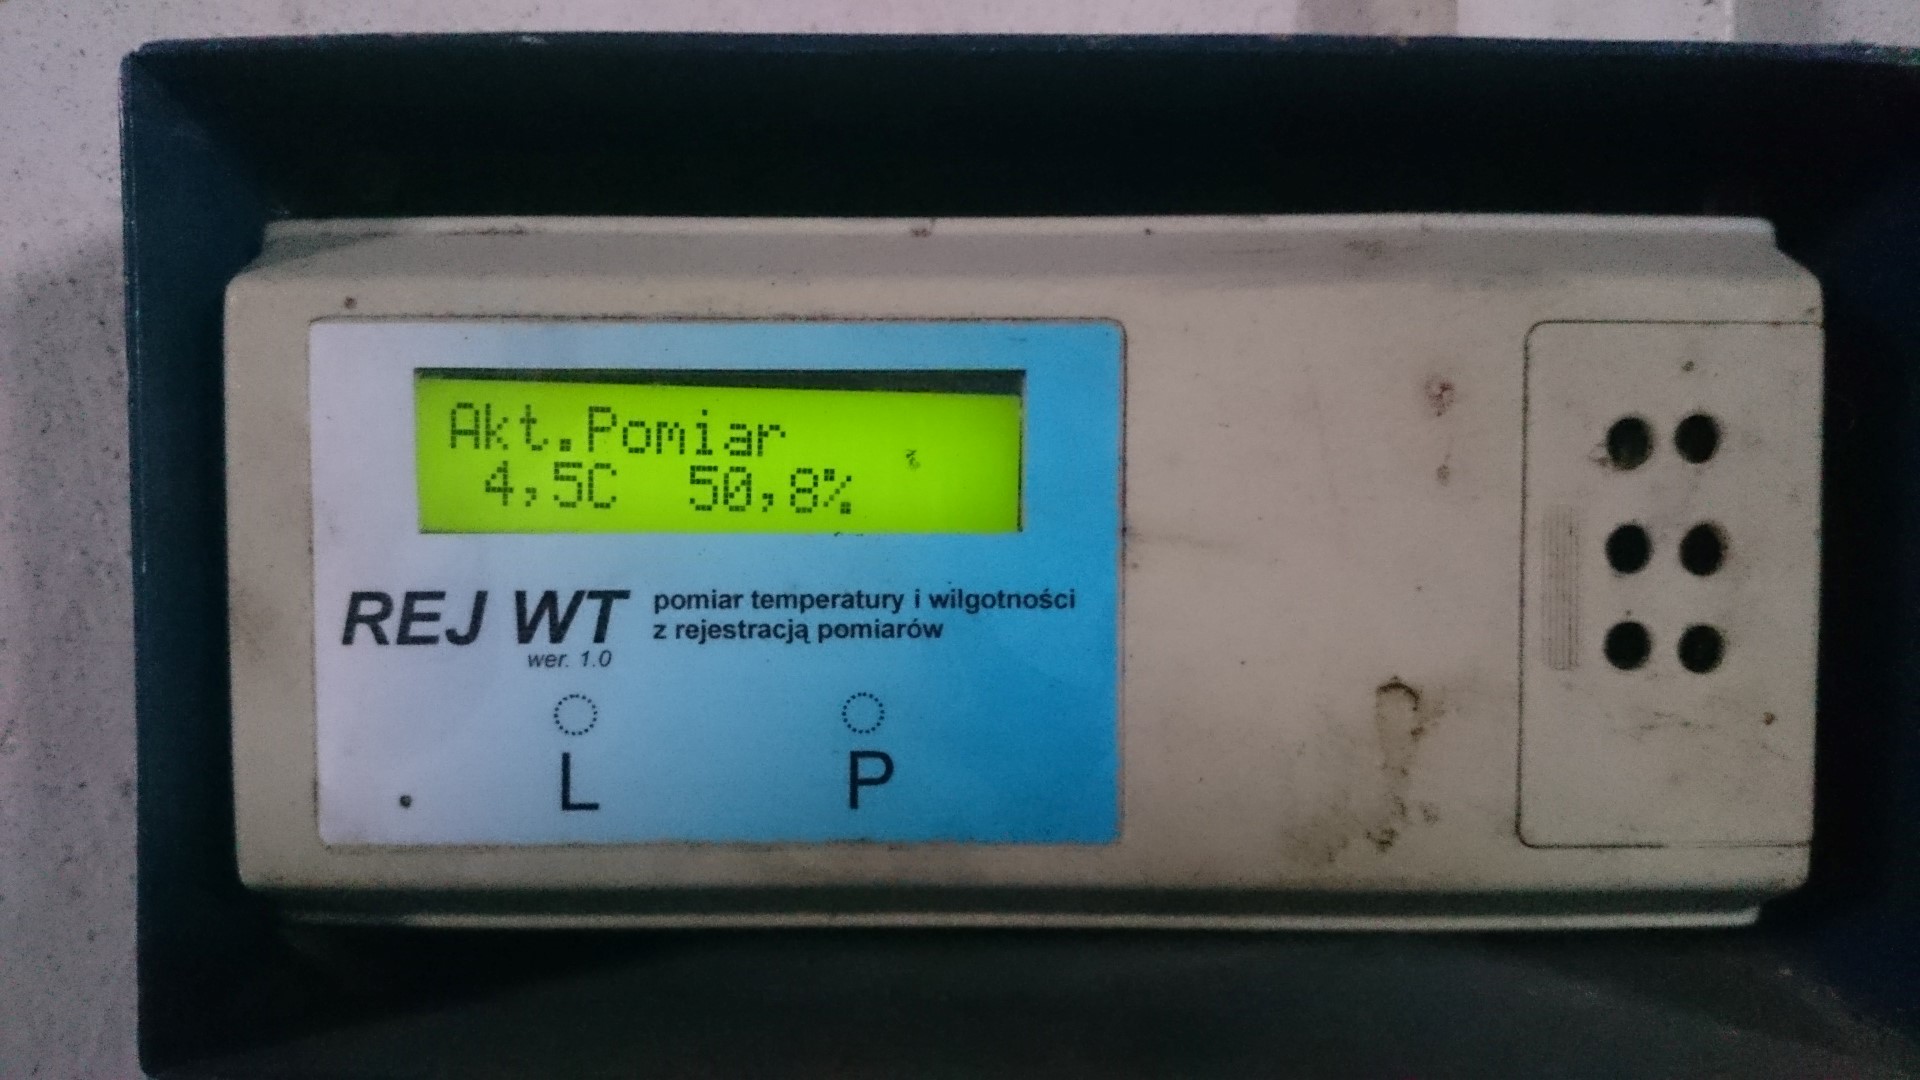 Akt.Pomiar
4,5C 50,8%
REJ WT
wer. 1.0
pomiar temperatury i wilgotności
z rejestracją pomiarów
L P